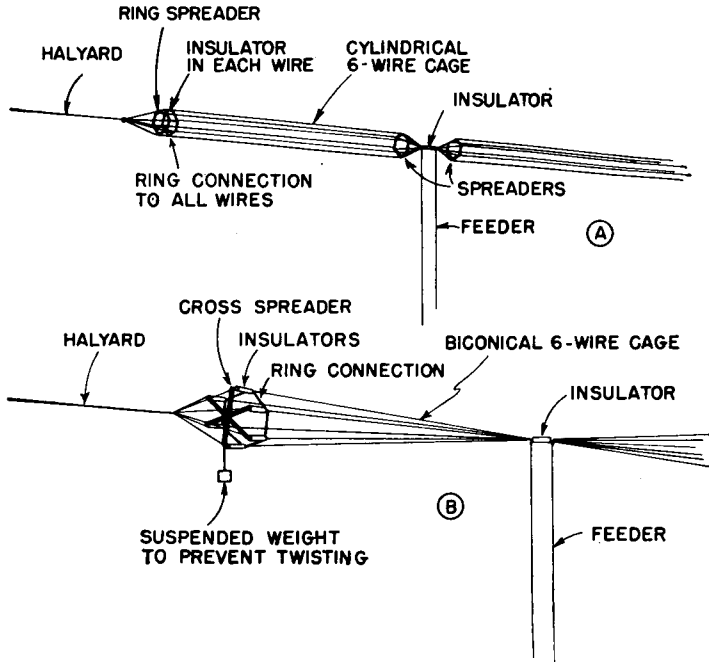 RING SPREADER
HALYARD
INSULATOR
IN EACH WIRE
CYLINDRICAL
6-WIRE CAGE
INSULATOR
RING CONNECTION
TO ALL WIRES
SPREADERS
FEEDER
A
CROSS SPREADER
HALYARD
INSULATORS
RING CONNECTION
BICONICAL 6-WIRE CAGE
INSULATOR
B
SUSPENDED WEIGHT
TO PREVENT TWISTING
FEEDER